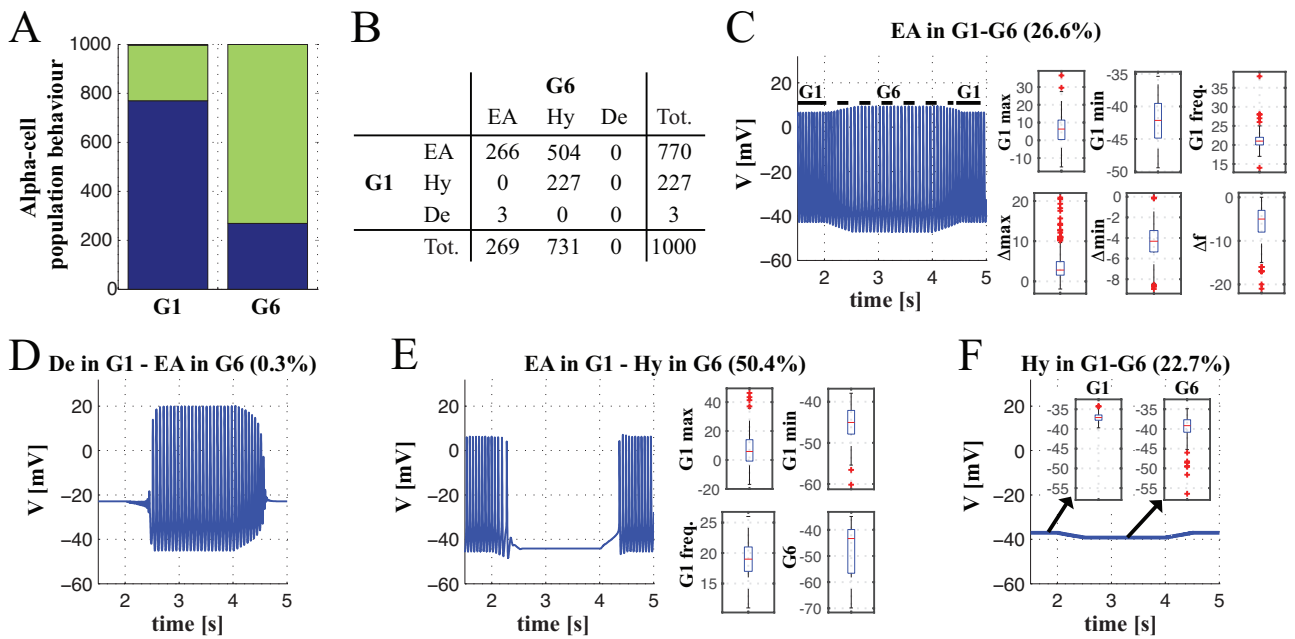 A
Alpha-cell
population behaviour
1000
800
600
400
200
0
G1 G6
B
G6
EA Hy De Tot.
EA 266 504 0 770
G1 Hy 0 227 0 227
De 3 0 0 3
Tot. 269 731 0 1000
C
EA in G1-G6 (26.6%)
V [mV]
20
0
−20
−40
−60
G1 G6 G1
2 3 4 5
time [s]
G1 max
30
20
10
0
-10
G1 min
-35
-40
-45
-50
G1 freq.
35
30
25
20
15
Δmax
20
10
0
Δmin
0
-2
-4
-6
-8
Δf
0
-10
-20
D
De in G1 - EA in G6 (0.3%)
V [mV]
20
0
−20
−40
−60
2 3 4 5
time [s]
E
EA in G1 - Hy in G6 (50.4%)
V [mV]
20
0
−20
−40
−60
2 3 4 5
time [s]
G1 max
40
20
0
-20
G1 min
-40
-50
-60
G1 freq.
25
20
15
G6
-40
-50
-60
-70
F
Hy in G1-G6 (22.7%)
V [mV]
20
0
−20
−40
−60
G1
-35
-40
-45
-50
-55
G6
-35
-40
-45
-50
-55
2 3 4 5
time [s]